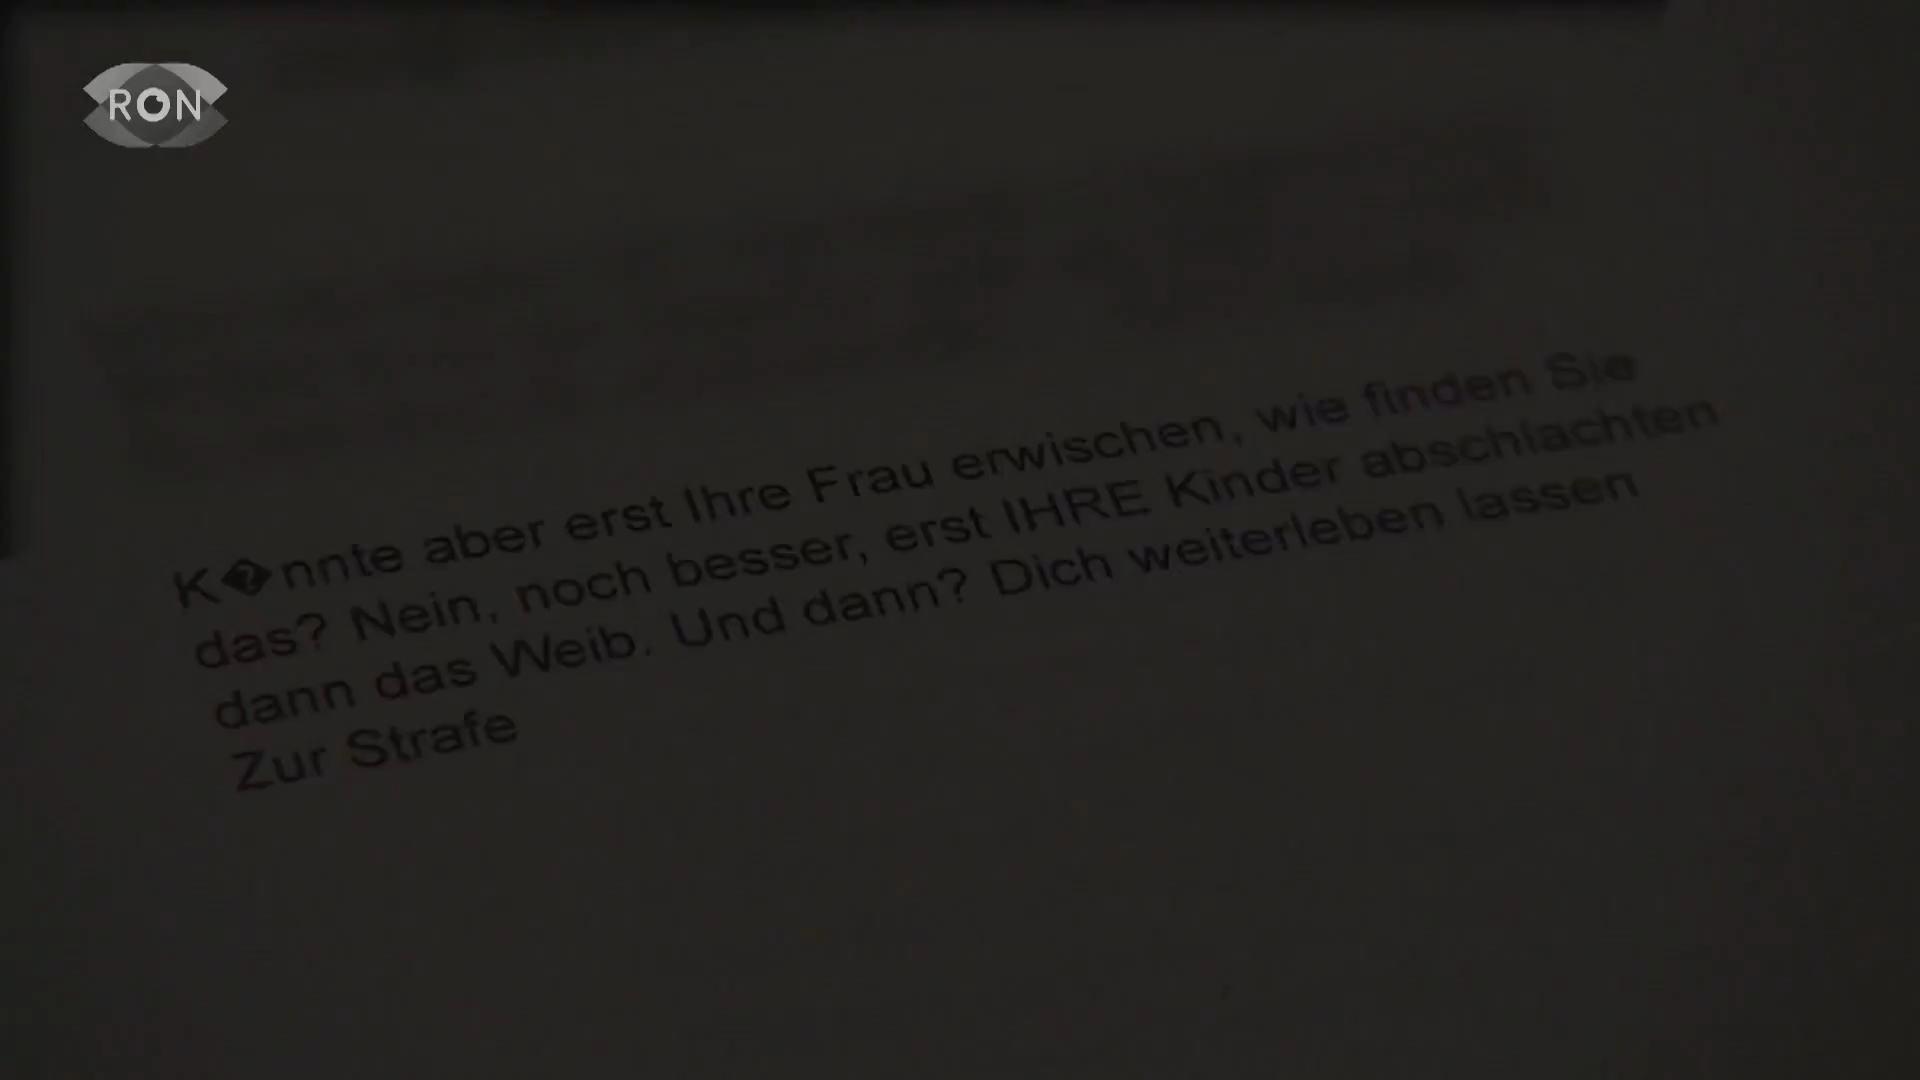 RON
K�nnte aber erst Ihre Frau erwischen, wie finden Sie
das? Nein, noch besser, erst IHRE Kinder abschlachten
dann das Weib. Und dann? Dich weiterleben lassen
Zur Strafe